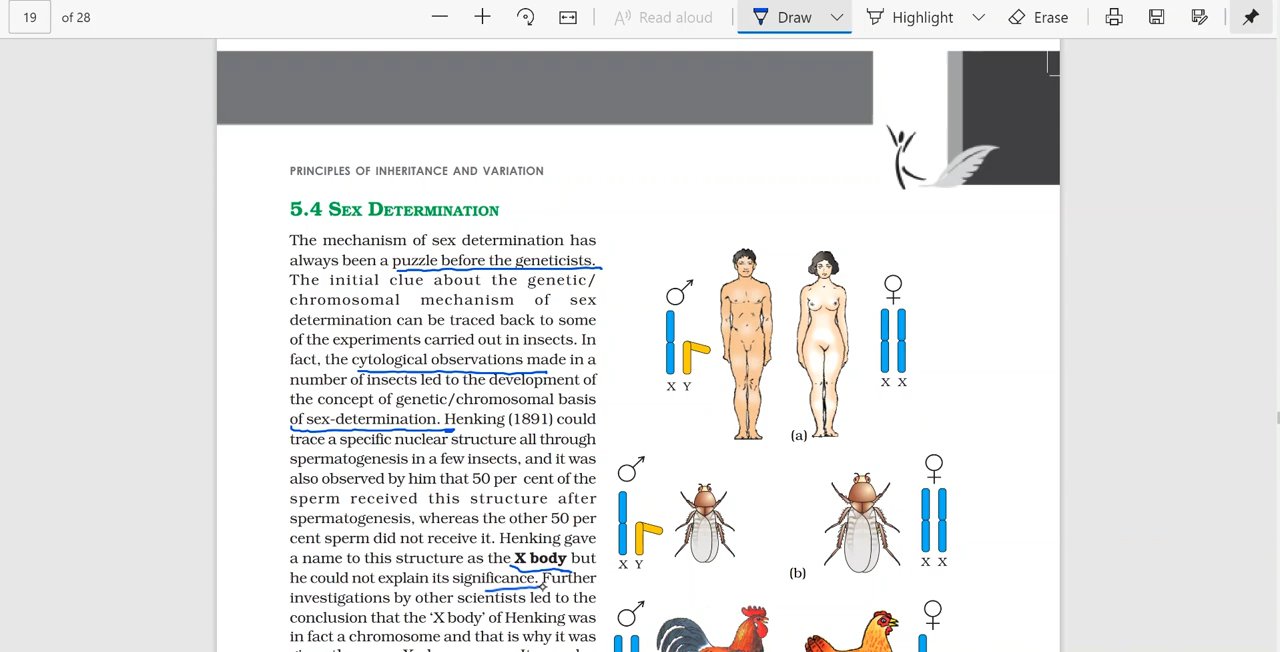 19 of 28
Read aloud
Draw
Highlight
Erase
PRINCIPLES OF INHERITANCE AND VARIATION
5.4 SEX DETERMINATION
The mechanism of sex determination has
always been a puzzle before the geneticists.
The initial clue about the genetic/
chromosomal mechanism of sex
determination can be traced back to some
of the experiments carried out in insects. In
fact, the cytological observations made in a
number of insects led to the development of
the concept of genetic/chromosomal basis
of sex-determination. Henking (1891) could
trace a specific nuclear structure all through
spermatogenesis in a few insects, and it was
also observed by him that 50 per cent of the
sperm received this structure after
spermatogenesis, whereas the other 50 per
cent sperm did not receive it. Henking gave
a name to this structure as the X body but
he could not explain its significance. Further
investigations by other scientists led to the
conclusion that the ‘X body’ of Henking was
in fact a chromosome and that is why it was
X Y
X X
(a)
X Y
X X
(b)